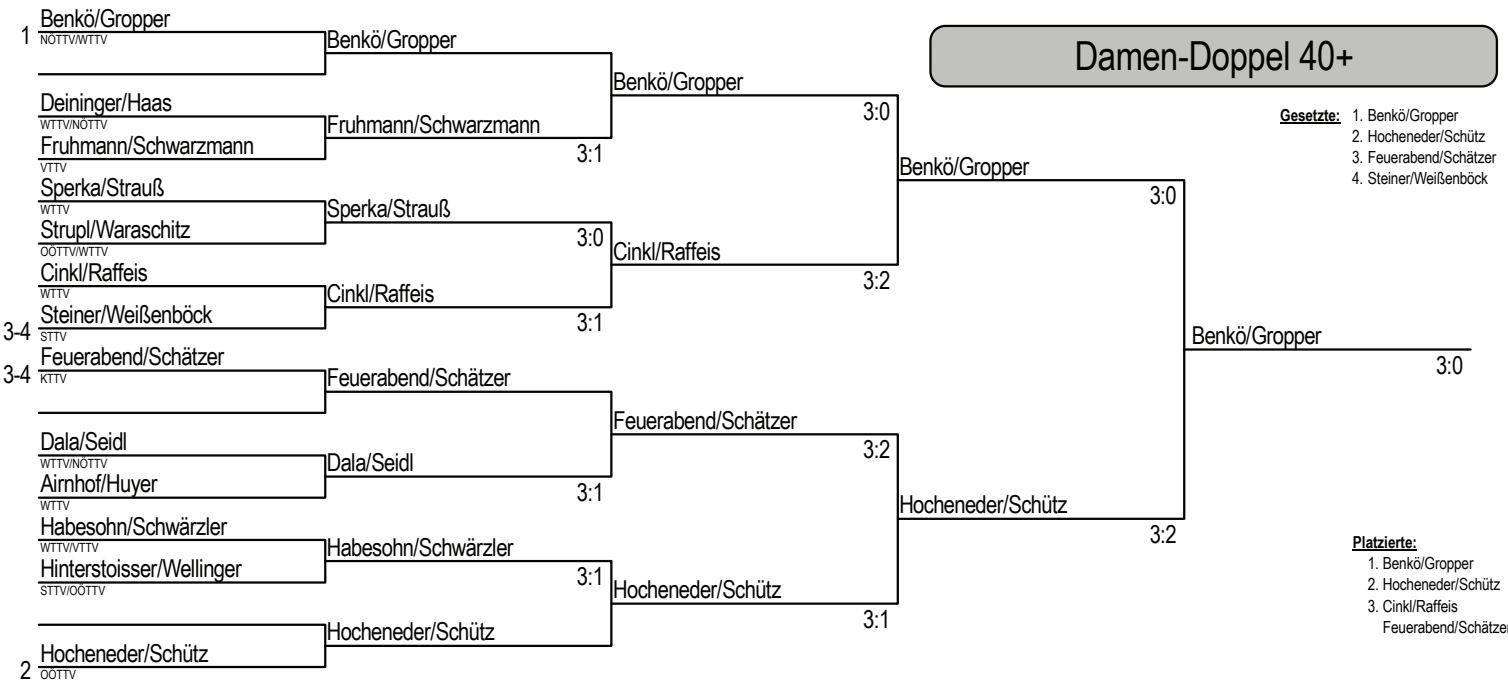 Damen-Doppel 40+
Gesetzte: 1. Benkö/Gropper
2. Hocheneder/Schütz
3. Feuerabend/Schätzer
4. Steiner/Weißenböck
1 Benkö/Gropper
NÖTTV/WTTV
Deininger/Haas
WTTV/NÖTTV
Fruhmann/Schwarzmann
VTTV
Sperka/Strauß
WTTV
Strupl/Waraschitz
OÖTTV/WTTV
Cinkl/Raffeis
WTTV
Steiner/Weißenböck
3-4 STTV
Feuerabend/Schätzer
3-4 KTTV
Dala/Seidl
WTTV/NÖTTV
Airnhof/Huyer
WTTV
Habesohn/Schwärzler
WTTV/VTTV
Hinterstoisser/Wellinger
STTV/OÖTTV
Hocheneder/Schütz
2 OÖTTV
Benkö/Gropper
Fruhmann/Schwarzmann
3:1
Sperka/Strauß
3:0
Cinkl/Raffeis
3:1
Feuerabend/Schätzer
Dala/Seidl
3:1
Habesohn/Schwärzler
3:1
Hocheneder/Schütz
Benkö/Gropper
3:0
Cinkl/Raffeis
3:2
Feuerabend/Schätzer
3:2
Hocheneder/Schütz
3:1
Benkö/Gropper
3:0
Hocheneder/Schütz
3:2
Benkö/Gropper
3:0
Platzierte:
1. Benkö/Gropper
2. Hocheneder/Schütz
3. Cinkl/Raffeis
Feuerabend/Schätzer